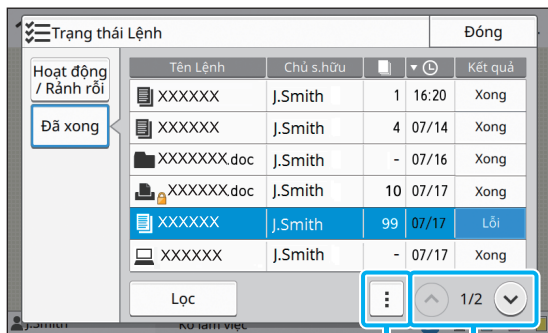 Trạng thái Lệnh
Đóng
Hoạt động
/ Rảnh rỗi
Đã xong
Tên Lệnh Chủ s.hữu Kết quả
XXXXXX J.Smith 1 16:20 Xong
XXXXXX J.Smith 4 07/14 Xong
XXXXXXX.doc J.Smith - 07/16 Xong
XXXXXX.doc J.Smith 10 07/17 Xong
XXXXXX J.Smith 99 07/17 Lỗi
XXXXXX J.Smith - 07/17 Xong
Lọc
1/2
J.Smith